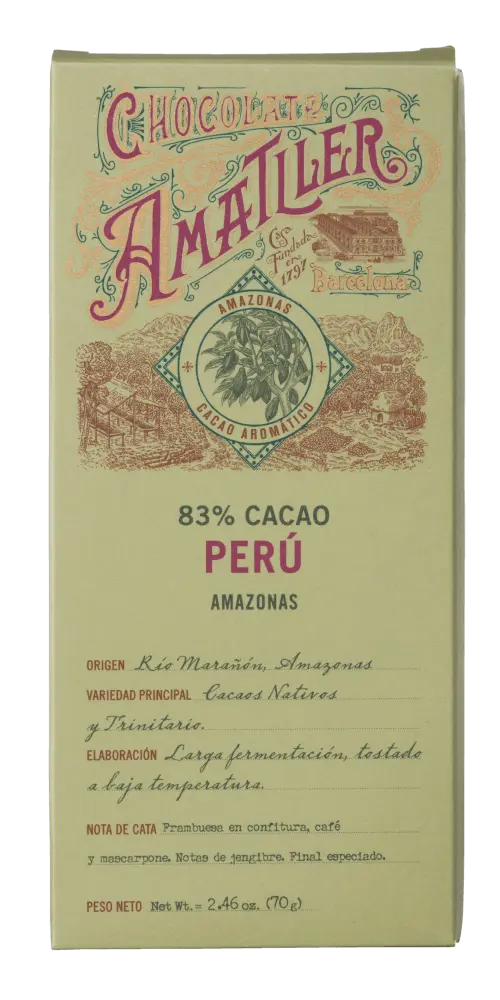 CHOCOLATE
AMATLLER
Casa
Fundada
en
1797
Barcelona
AMAZONAS
CACAO AROMÁTICO
83% CACAO
PERÚ
AMAZONAS
ORIGEN Río Marañón, Amazonas
VARIEDAD PRINCIPAL Cacaos Nativos
y Trinitario.
ELABORACIÓN Larga fermentación, tostado
a baja temperatura.
NOTA DE CATA Frambuesa en confitura, café
y mascarpone. Notas de jengibre. Final especiado.
PESO NETO Net Wt.= 2.46 oz. (70g)